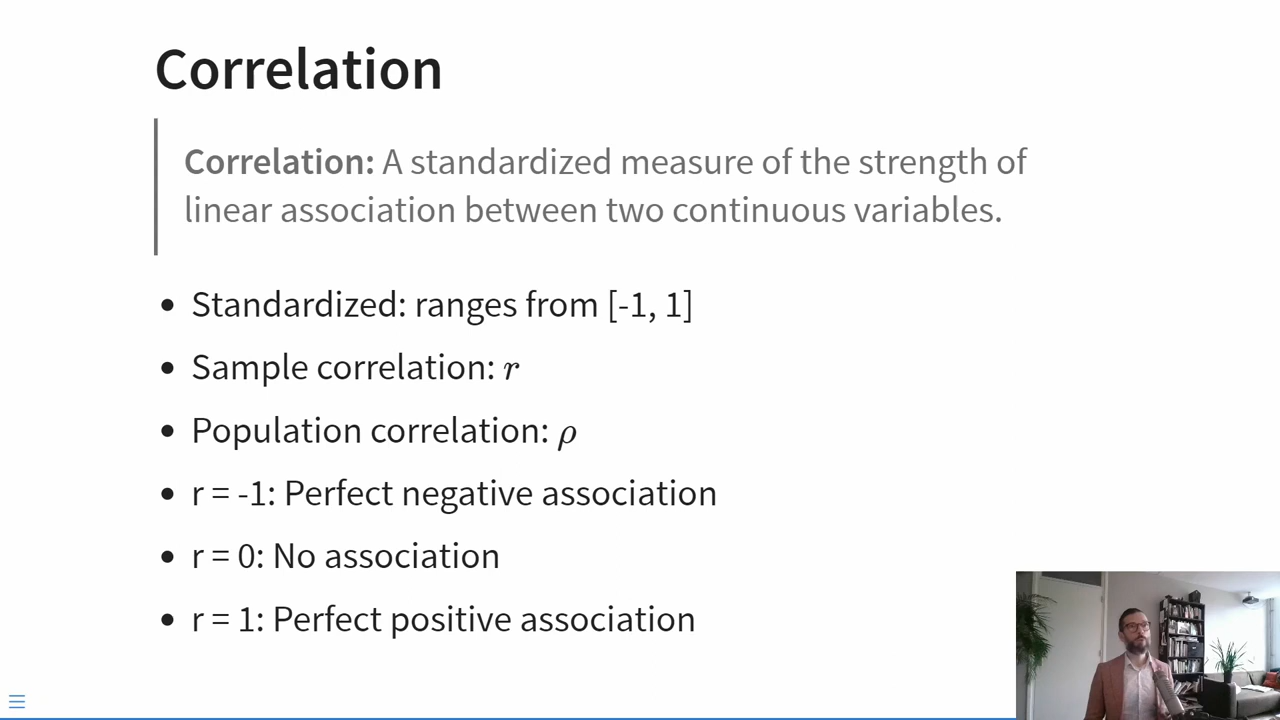 Correlation
Correlation: A standardized measure of the strength of
linear association between two continuous variables.
• Standardized: ranges from [-1, 1]
• Sample correlation: r
• Population correlation: ρ
• r = -1: Perfect negative association
• r = 0: No association
• r = 1: Perfect positive association